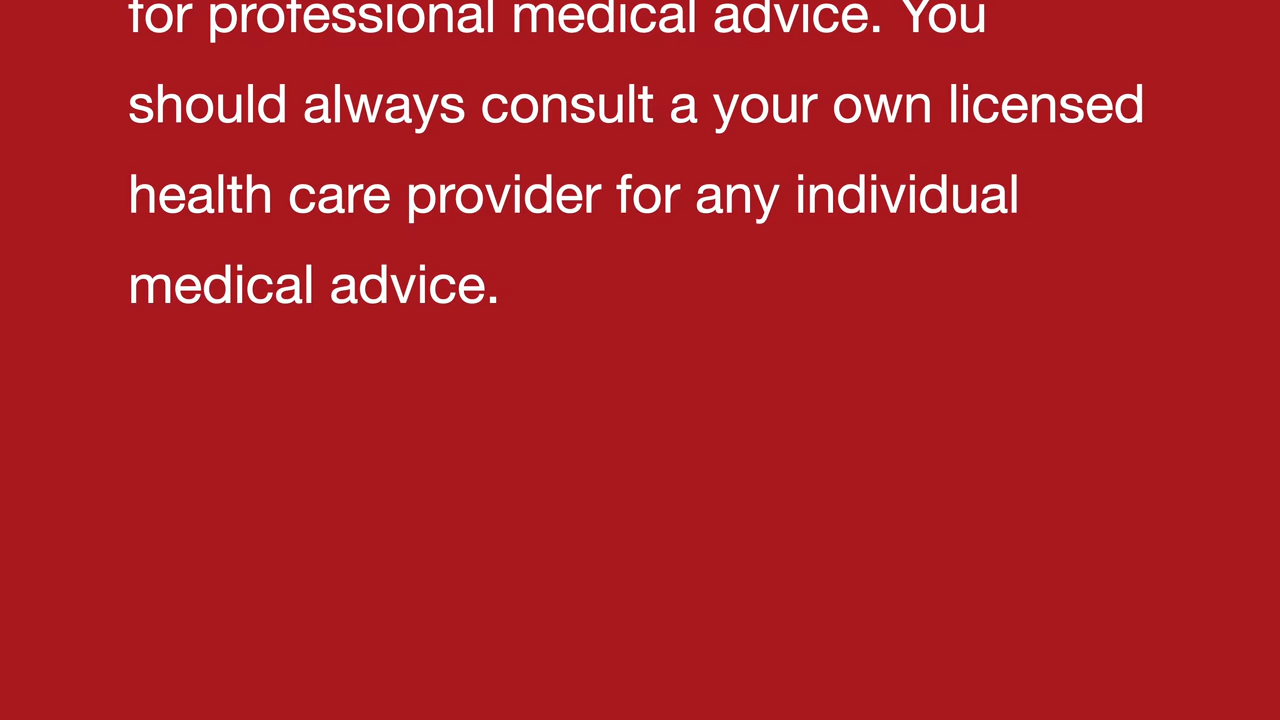 for professional medical advice. You
should always consult a your own licensed
health care provider for any individual
medical advice.